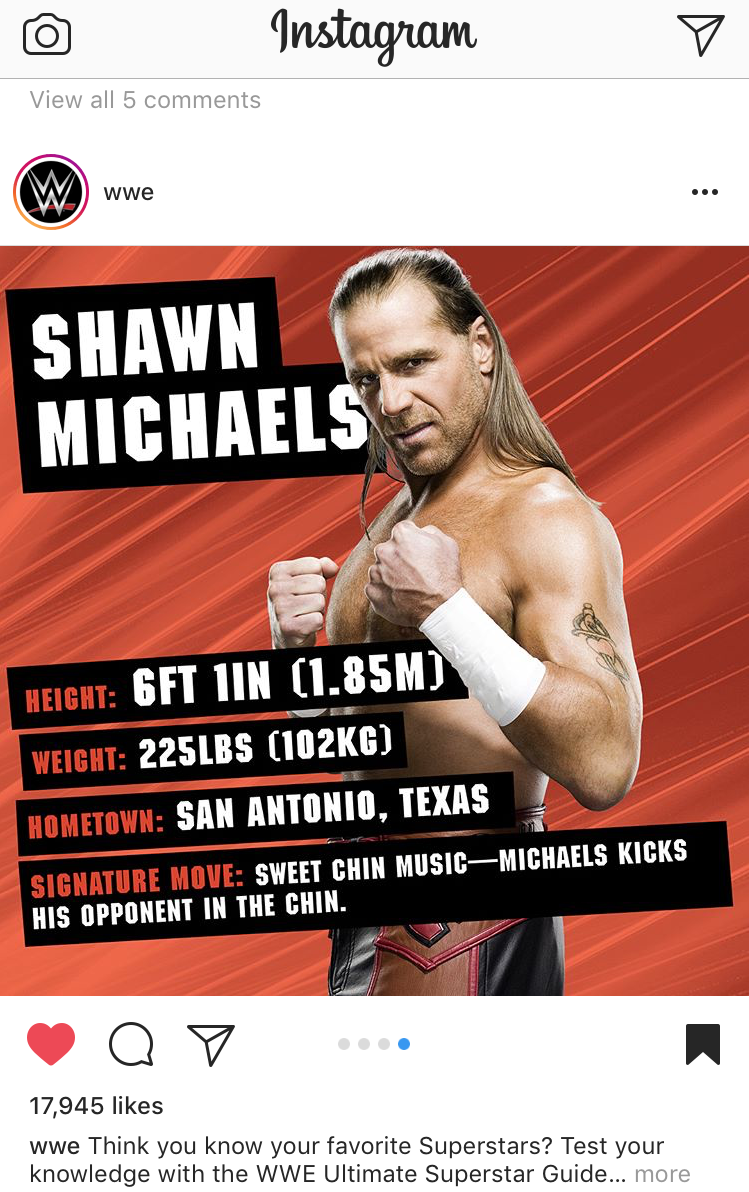 Instagram
View all 5 comments
wwe
SHAWN
MICHAELS
HEIGHT: 6FT 1IN (1.85M)
WEIGHT: 225LBS (102KG)
HOMETOWN: SAN ANTONIO, TEXAS
SIGNATURE MOVE: SWEET CHIN MUSIC—MICHAELS KICKS
HIS OPPONENT IN THE CHIN.
17,945 likes
wwe Think you know your favorite Superstars? Test your
knowledge with the WWE Ultimate Superstar Guide... more